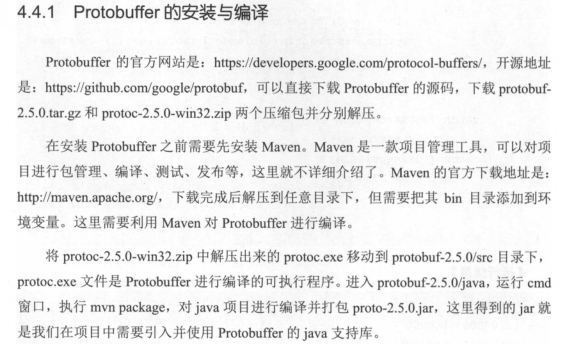 4.4.1 Protobuffer 的安装与编译
Protobuffer 的官方网站是：https://developers.google.com/protocol-buffers/，开源地址
是：https://github.com/google/protobuf，可以直接下载 Protobuffer 的源码，下载 protobuf-
2.5.0.tar.gz 和 protoc-2.5.0-win32.zip 两个压缩包并分别解压。
在安装 Protobuffer 之前需要先安装 Maven。Maven 是一款项目管理工具，可以对项
目进行包管理、编译、测试、发布等，这里就不详细介绍了。Maven 的官方下载地址是：
http://maven.apache.org/，下载完成后解压到任意目录下，但需要把其 bin 目录添加到环
境变量。这里需要利用 Maven 对 Protobuffer 进行编译。
将 protoc-2.5.0-win32.zip 中解压出来的 protoc.exe 移动到 protobuf-2.5.0/src 目录下，
protoc.exe 文件是 Protobuffer 进行编译的可执行程序。进入 protobuf-2.5.0/java，运行 cmd
窗口，执行 mvn package，对 java 项目进行编译并打包 proto-2.5.0.jar，这里得到的 jar 就
是我们在项目中需要引入并使用 Protobuffer 的 java 支持库。